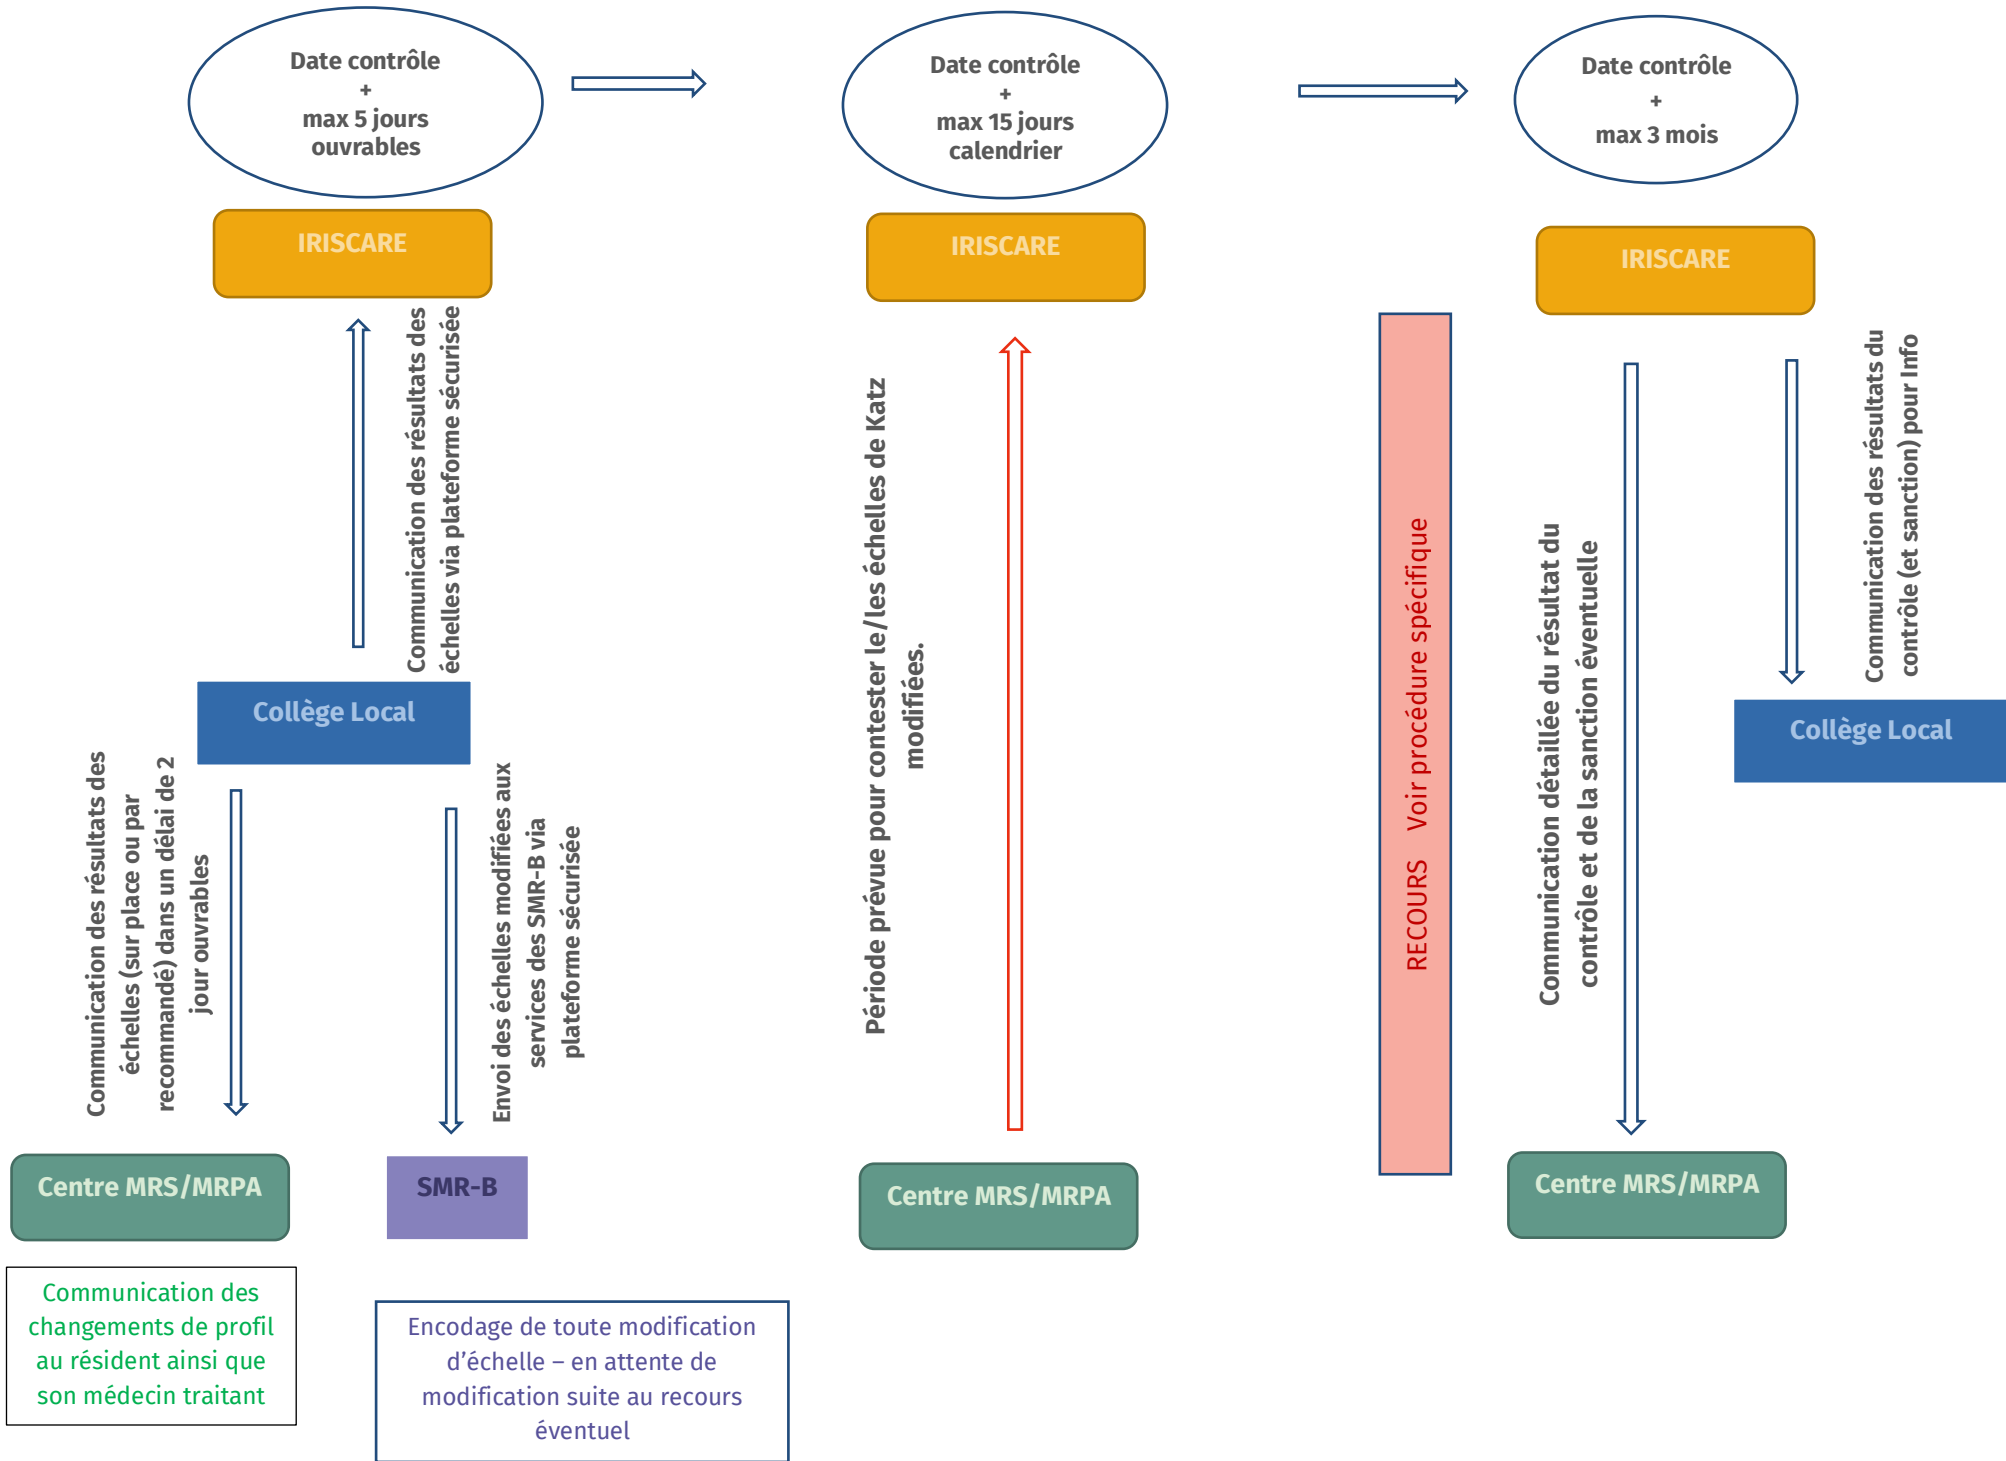 Date contrôle
+
max 5 jours
ouvrables
Date contrôle
+
max 15 jours
calendrier
Date contrôle
+
max 3 mois
IRISCARE
IRISCARE
IRISCARE
Communication des résultats des
échelles via plateforme sécurisée
Collège Local
Communication des résultats des
échelles (sur place ou par
recommandé) dans un délai de 2
jour ouvrables
Envoi des échelles modifiées aux
services des SMR-B via
plateforme sécurisée
Centre MRS/MRPA
SMR-B
Communication des
changements de profil
au résident ainsi que
son médecin traitant
Encodage de toute modification
d’échelle – en attente de
modification suite au recours
éventuel
Période prévue pour contester le/les échelles de Katz
modifiées.
Centre MRS/MRPA
RECOURS Voir procédure spécifique
Communication détaillée du résultat du
contrôle et de la sanction éventuelle
Communication des résultats du
contrôle (et sanction) pour Info
Collège Local
Centre MRS/MRPA